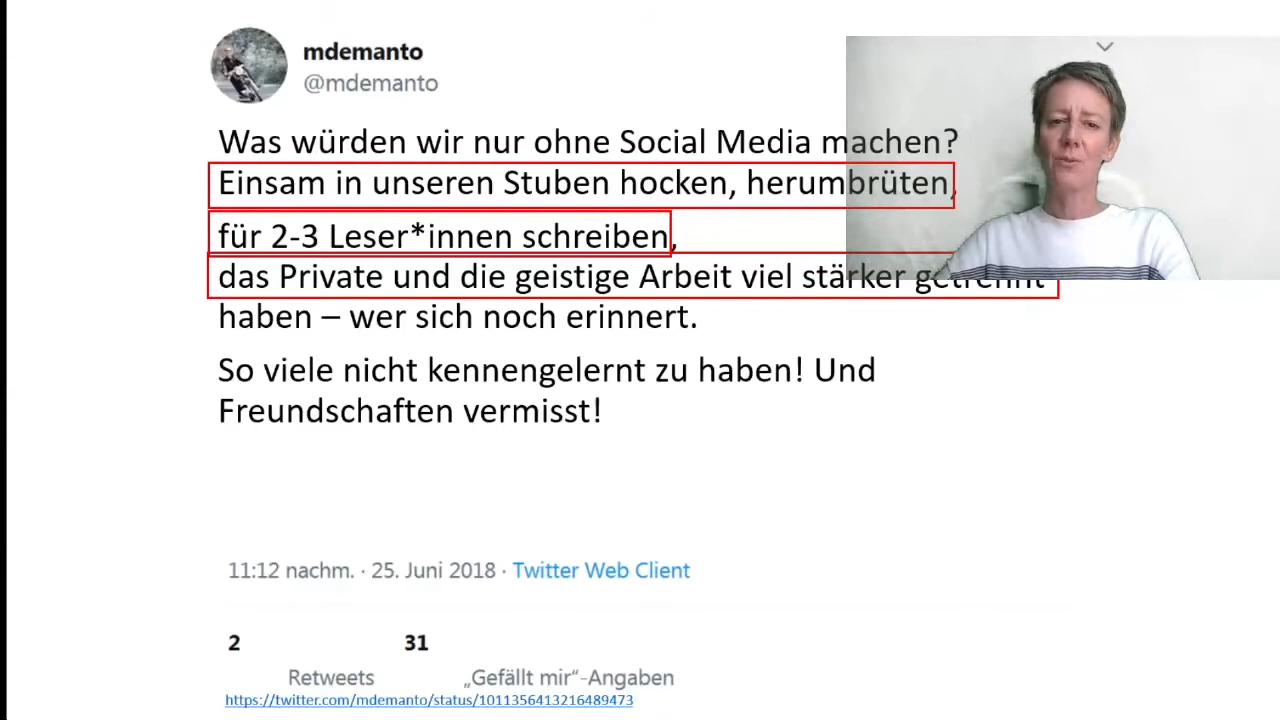 mdemanto
@mdemanto
Was würden wir nur ohne Social Media machen?
Einsam in unseren Stuben hocken, herumbrüten,
für 2-3 Leser*innen schreiben,
das Private und die geistige Arbeit viel stärker getrennt
haben – wer sich noch erinnert.
So viele nicht kennengelernt zu haben! Und
Freundschaften vermisst!
11:12 nachm. · 25. Juni 2018 · Twitter Web Client
2 31
Retweets „Gefällt mir“-Angaben
https://twitter.com/mdemanto/status/1011356413216489473